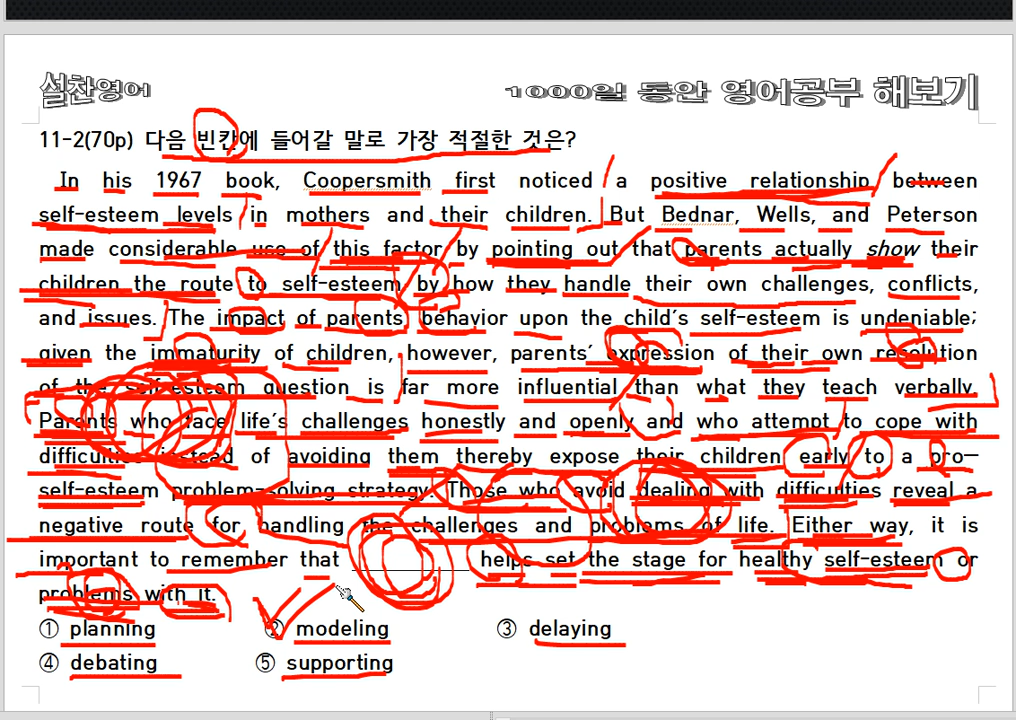 설찬영어
1000일 동안 영어공부 해보기
11-2(70p) 다음 빈칸에 들어갈 말로 가장 적절한 것은?
In his 1967 book, Coopersmith first noticed a positive relationship between
self-esteem levels in mothers and their children. But Bednar, Wells, and Peterson
made considerable use of this factor by pointing out that parents actually show their
children the route to self-esteem by how they handle their own challenges, conflicts,
and issues. The impact of parents' behavior upon the child's self-esteem is undeniable;
given the immaturity of children, however, parents' expression of their own resolution
of the self-esteem question is far more influential than what they teach verbally.
Parents who face life's challenges honestly and openly and who attempt to cope with
difficulties instead of avoiding them thereby expose their children early to a pro-
self-esteem problem-solving strategy. Those who avoid dealing with difficulties reveal a
negative route for handling the challenges and problems of life. Either way, it is
important to remember that ________ helps set the stage for healthy self-esteem or
problems with it.
① planning ② modeling ③ delaying
④ debating ⑤ supporting